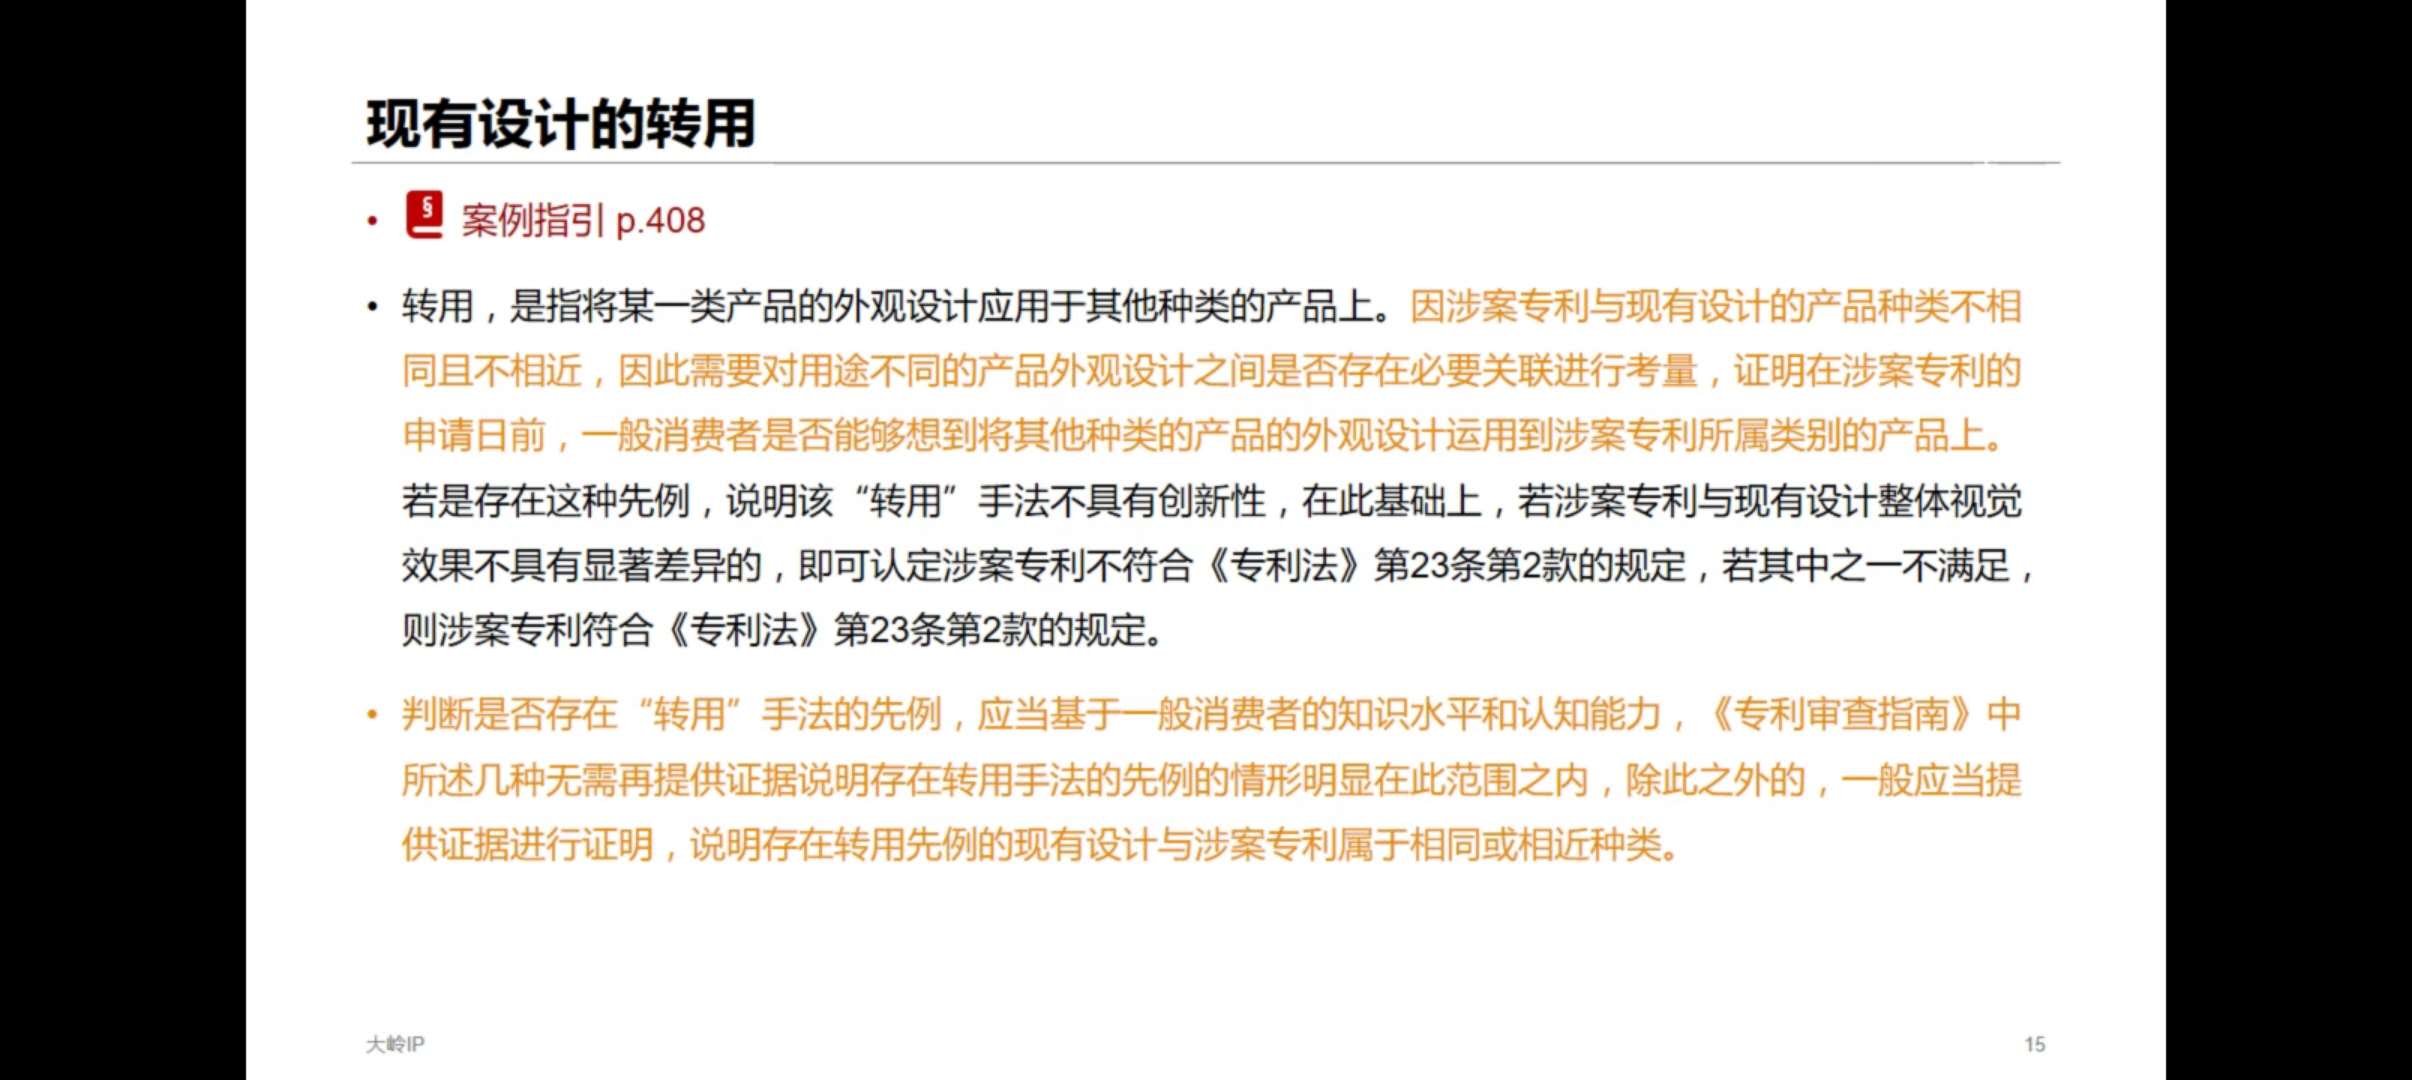 现有设计的转用
• § 案例指引 p.408
• 转用，是指将某一类产品的外观设计应用于其他种类的产品上。因涉案专利与现有设计的产品种类不相
同且不相近，因此需要对用途不同的产品外观设计之间是否存在必要关联进行考量，证明在涉案专利的
申请日前，一般消费者是否能够想到将其他种类的产品的外观设计运用到涉案专利所属类别的产品上。
若是存在这种先例，说明该“转用”手法不具有创新性，在此基础上，若涉案专利与现有设计整体视觉
效果不具有显著差异的，即可认定涉案专利不符合《专利法》第23条第2款的规定，若其中之一不满足，
则涉案专利符合《专利法》第23条第2款的规定。
• 判断是否存在“转用”手法的先例，应当基于一般消费者的知识水平和认知能力，《专利审查指南》中
所述几种无需再提供证据说明存在转用手法的先例的情形明显在此范围之内，除此之外的，一般应当提
供证据进行证明，说明存在转用先例的现有设计与涉案专利属于相同或相近种类。
大岭IP
15